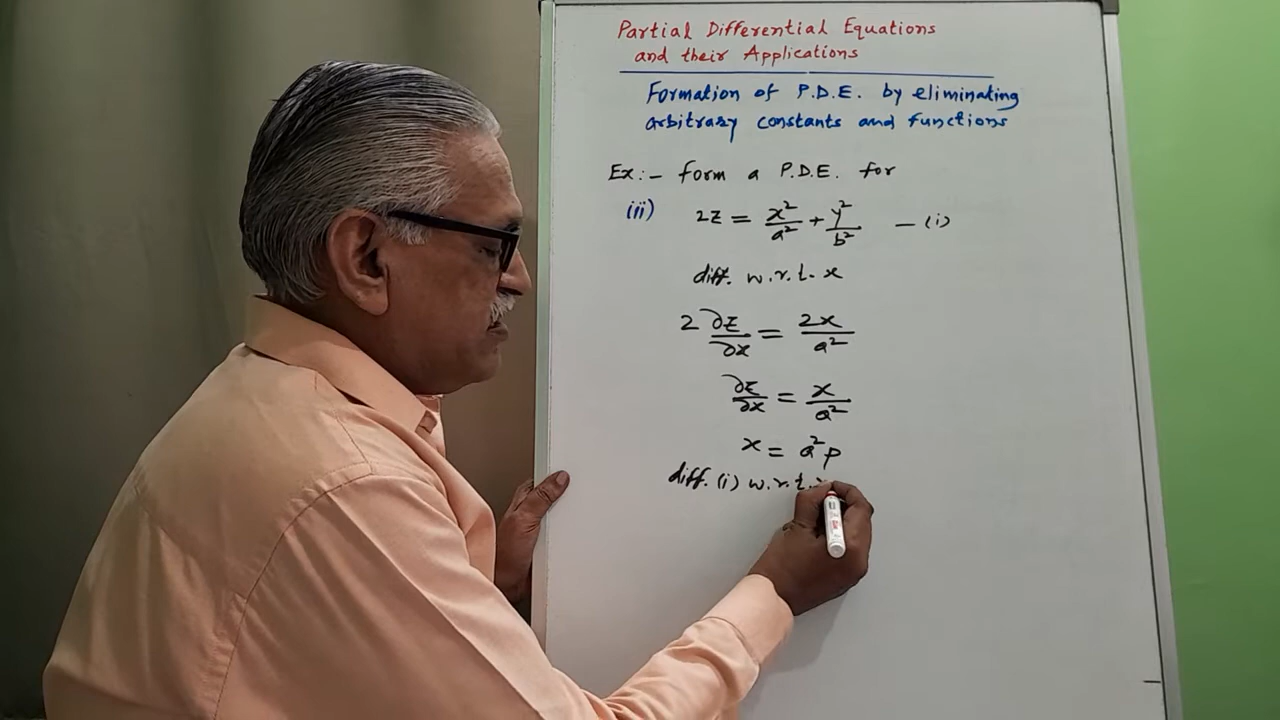 Partial Differential Equations
and their Applications
Formation of P.D.E. by eliminating
arbitrary constants and functions
Ex:- form a P.D.E. for
(ii) 2z = x²/a² + y²/b² — (i)
diff. w.r.t. x
2 ∂z/∂x = 2x/a²
∂z/∂x = x/a²
x = a²p
diff. (i) w.r.t.